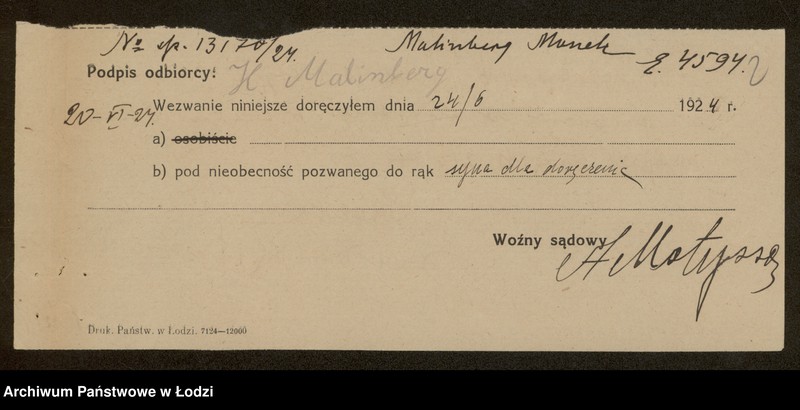 No sp. 13170/24. Malinberg Monek E. 4594.
Podpis odbiorcy: H Malinberg
20-VI-24. Wezwanie niniejsze doręczyłem dnia 24/6 1924 r.
a) osobiście
b) pod nieobecność pozwanego do rąk syna dla doręczenia
Woźny sądowy
Druk. Państw. w Łodzi. 7124—12000
Archiwum Państwowe w Łodzi